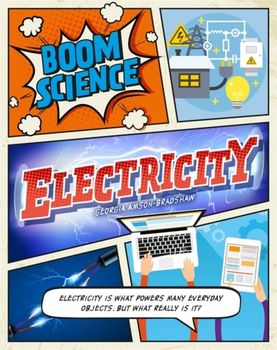 BOOM
SCIENCE
ELECTRICITY
GEORGIA AMSON-BRADSHAW
ELECTRICITY IS WHAT POWERS MANY EVERYDAY
OBJECTS. BUT WHAT REALLY IS IT?